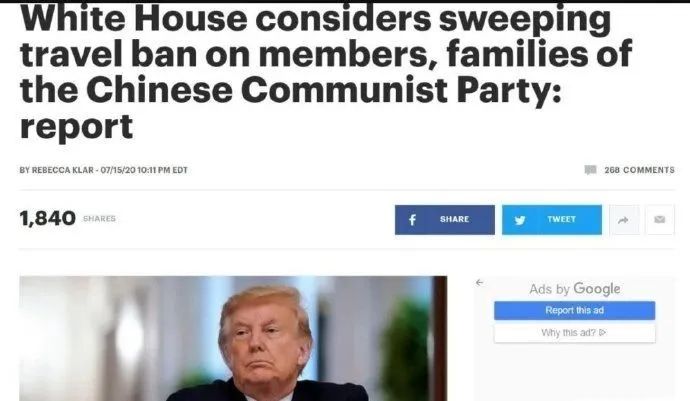 White House considers sweeping
travel ban on members, families of
the Chinese Communist Party:
report
BY REBECCA KLAR - 07/15/20 10:11 PM EDT
268 COMMENTS
1,840 SHARES
SHARE
TWEET
Ads by Google
Report this ad
Why this ad?